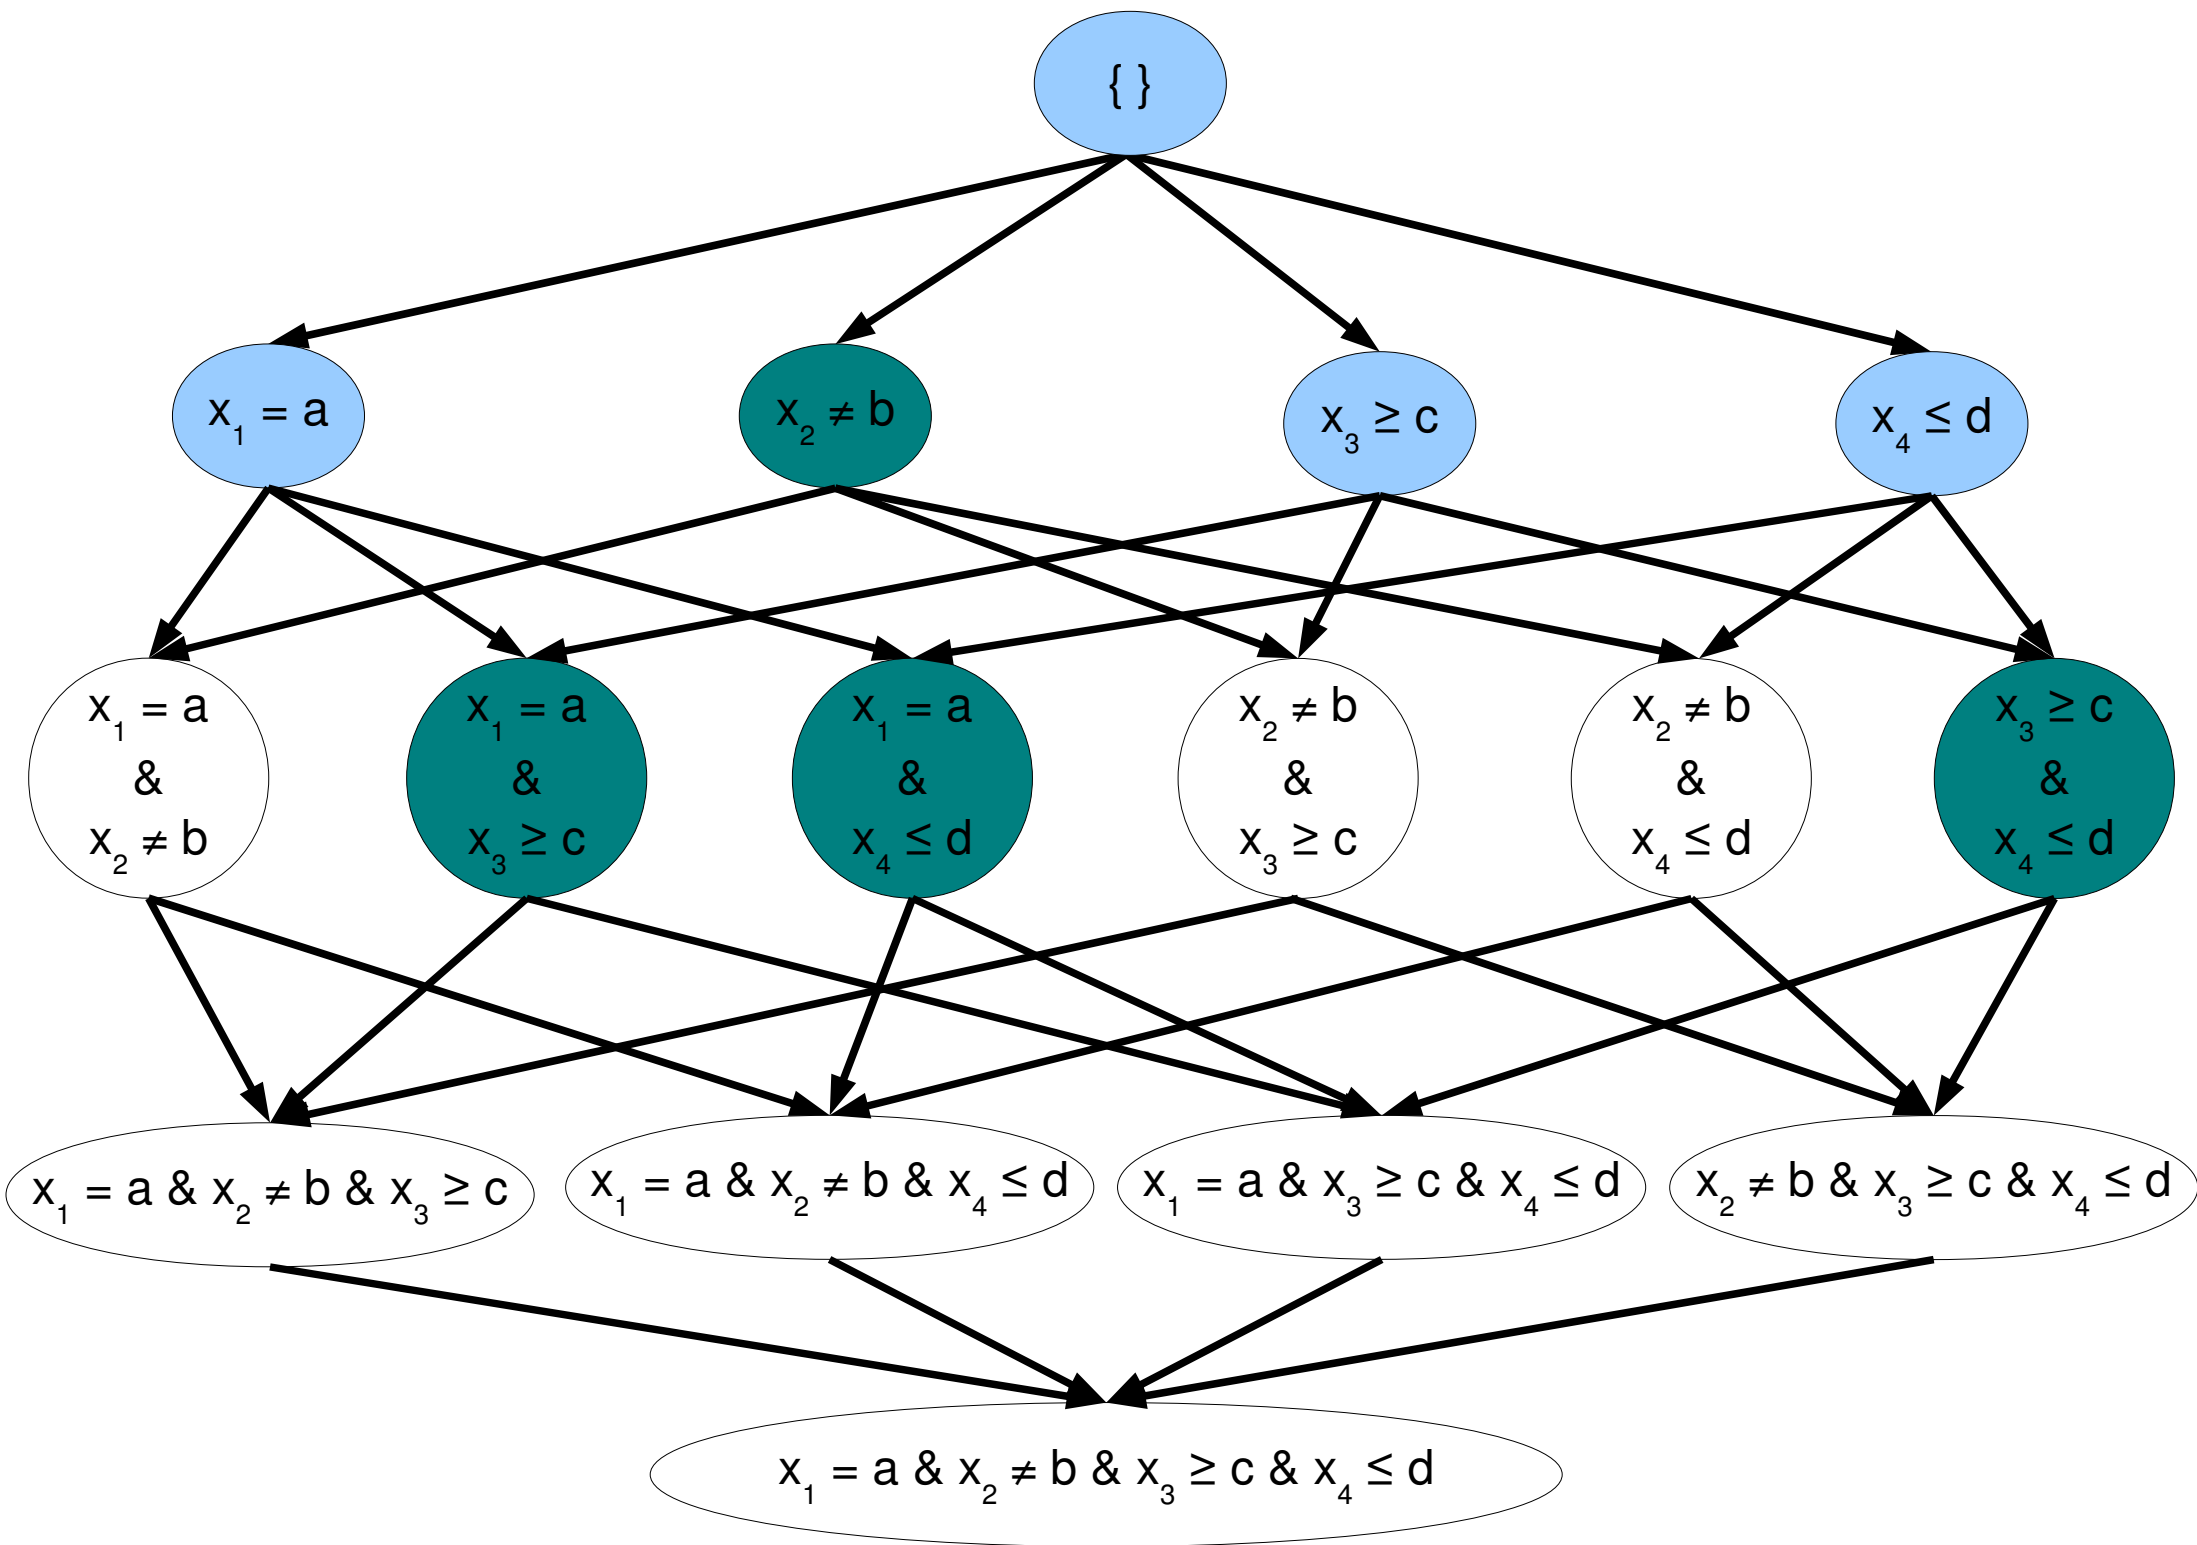 { }
x₁ = a
x₂ ≠ b
x₃ ≥ c
x₄ ≤ d
x₁ = a
&
x₂ ≠ b
x₁ = a
&
x₃ ≥ c
x₁ = a
&
x₄ ≤ d
x₂ ≠ b
&
x₃ ≥ c
x₂ ≠ b
&
x₄ ≤ d
x₃ ≥ c
&
x₄ ≤ d
x₁ = a & x₂ ≠ b & x₃ ≥ c
x₁ = a & x₂ ≠ b & x₄ ≤ d
x₁ = a & x₃ ≥ c & x₄ ≤ d
x₂ ≠ b & x₃ ≥ c & x₄ ≤ d
x₁ = a & x₂ ≠ b & x₃ ≥ c & x₄ ≤ d